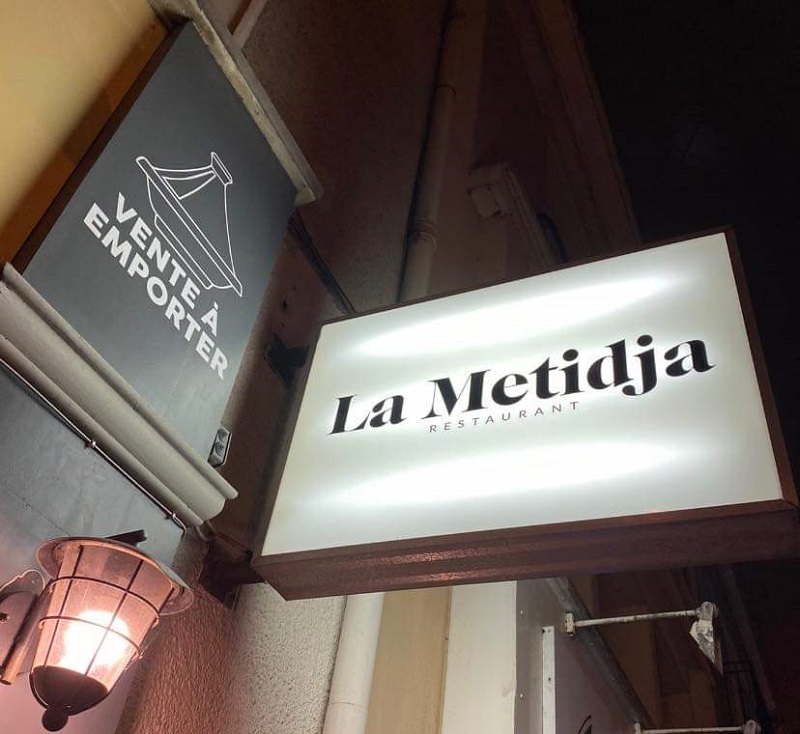 VENTE À
EMPORTER
La Metidja
RESTAURANT